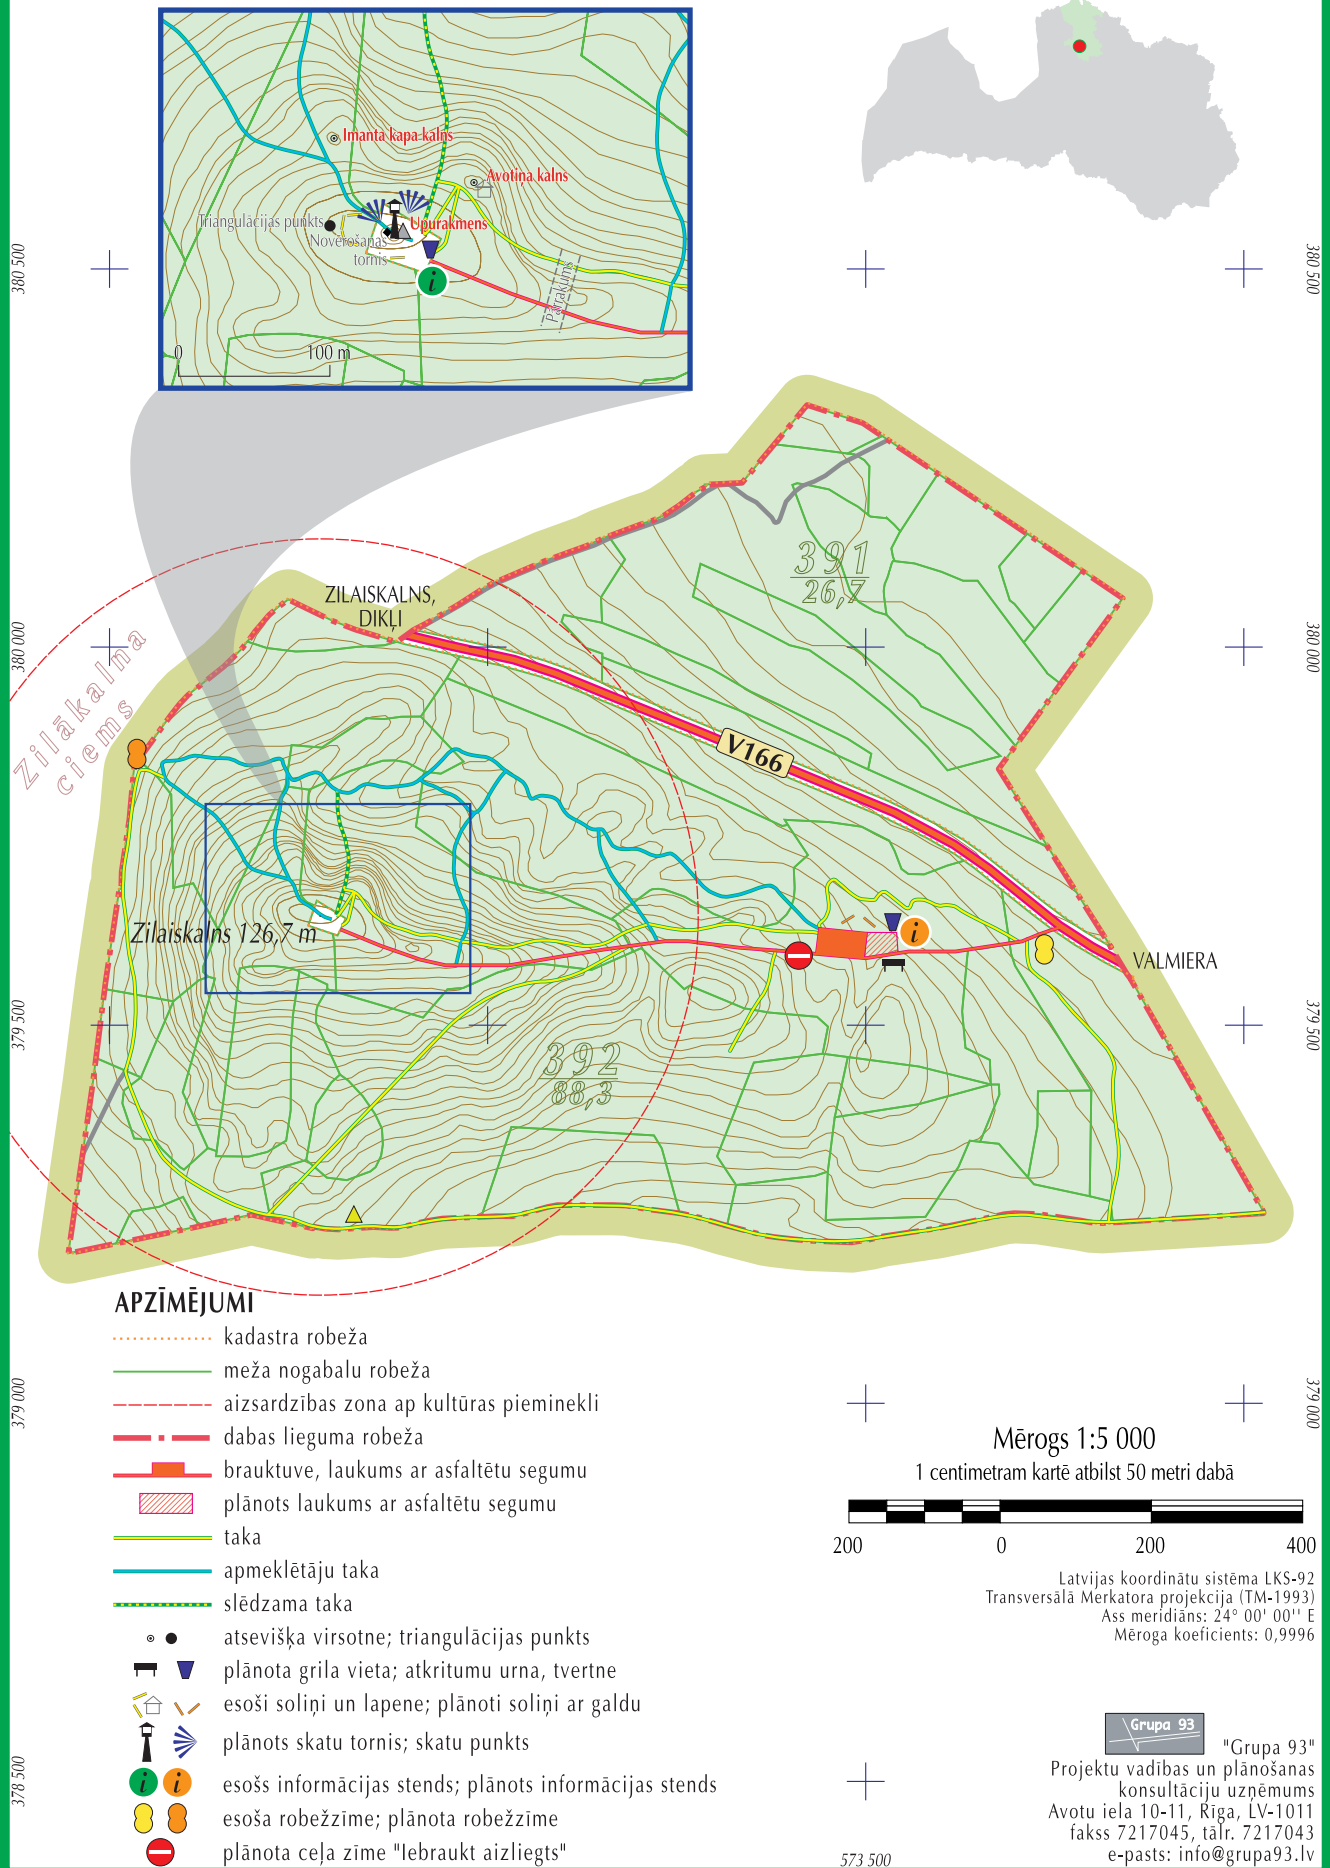 Imanta kapa kalns
Avotiņa kalns
Triangulācijas punkts
Upurakmens
Novērošanas
tornis
i
Pārrakums
0
100 m
380 500
380 500
391
26,7
ZILAISKALNS,
DIKĻI
380 000
380 000
Zilākalna
ciems
V166
Zilaiskalns 126,7 m
i
VALMIERA
379 500
379 500
392
88,3
APZĪMĒJUMI
kadastra robeža
meža nogabalu robeža
aizsardzības zona ap kultūras pieminekli
dabas lieguma robeža
brauktuve, laukums ar asfaltētu segumu
plānots laukums ar asfaltētu segumu
taka
apmeklētāju taka
slēdzama taka
atsevišķa virsotne; triangulācijas punkts
plānota grila vieta; atkritumu urna, tvertne
esoši soliņi un lapene; plānoti soliņi ar galdu
plānots skatu tornis; skatu punkts
i i esošs informācijas stends; plānots informācijas stends
esoša robežzīme; plānota robežzīme
plānota ceļa zīme "Iebraukt aizliegts"
379 000
379 000
378 500
573 500
Mērogs 1:5 000
1 centimetram kartē atbilst 50 metri dabā
200 0 200 400
Latvijas koordinātu sistēma LKS-92
Transversālā Merkatora projekcija (TM-1993)
Ass meridiāns: 24° 00' 00'' E
Mēroga koeficients: 0,9996
Grupa 93
"Grupa 93"
Projektu vadības un plānošanas
konsultāciju uzņēmums
Avotu iela 10-11, Rīga, LV-1011
fakss 7217045, tālr. 7217043
e-pasts: info@grupa93.lv